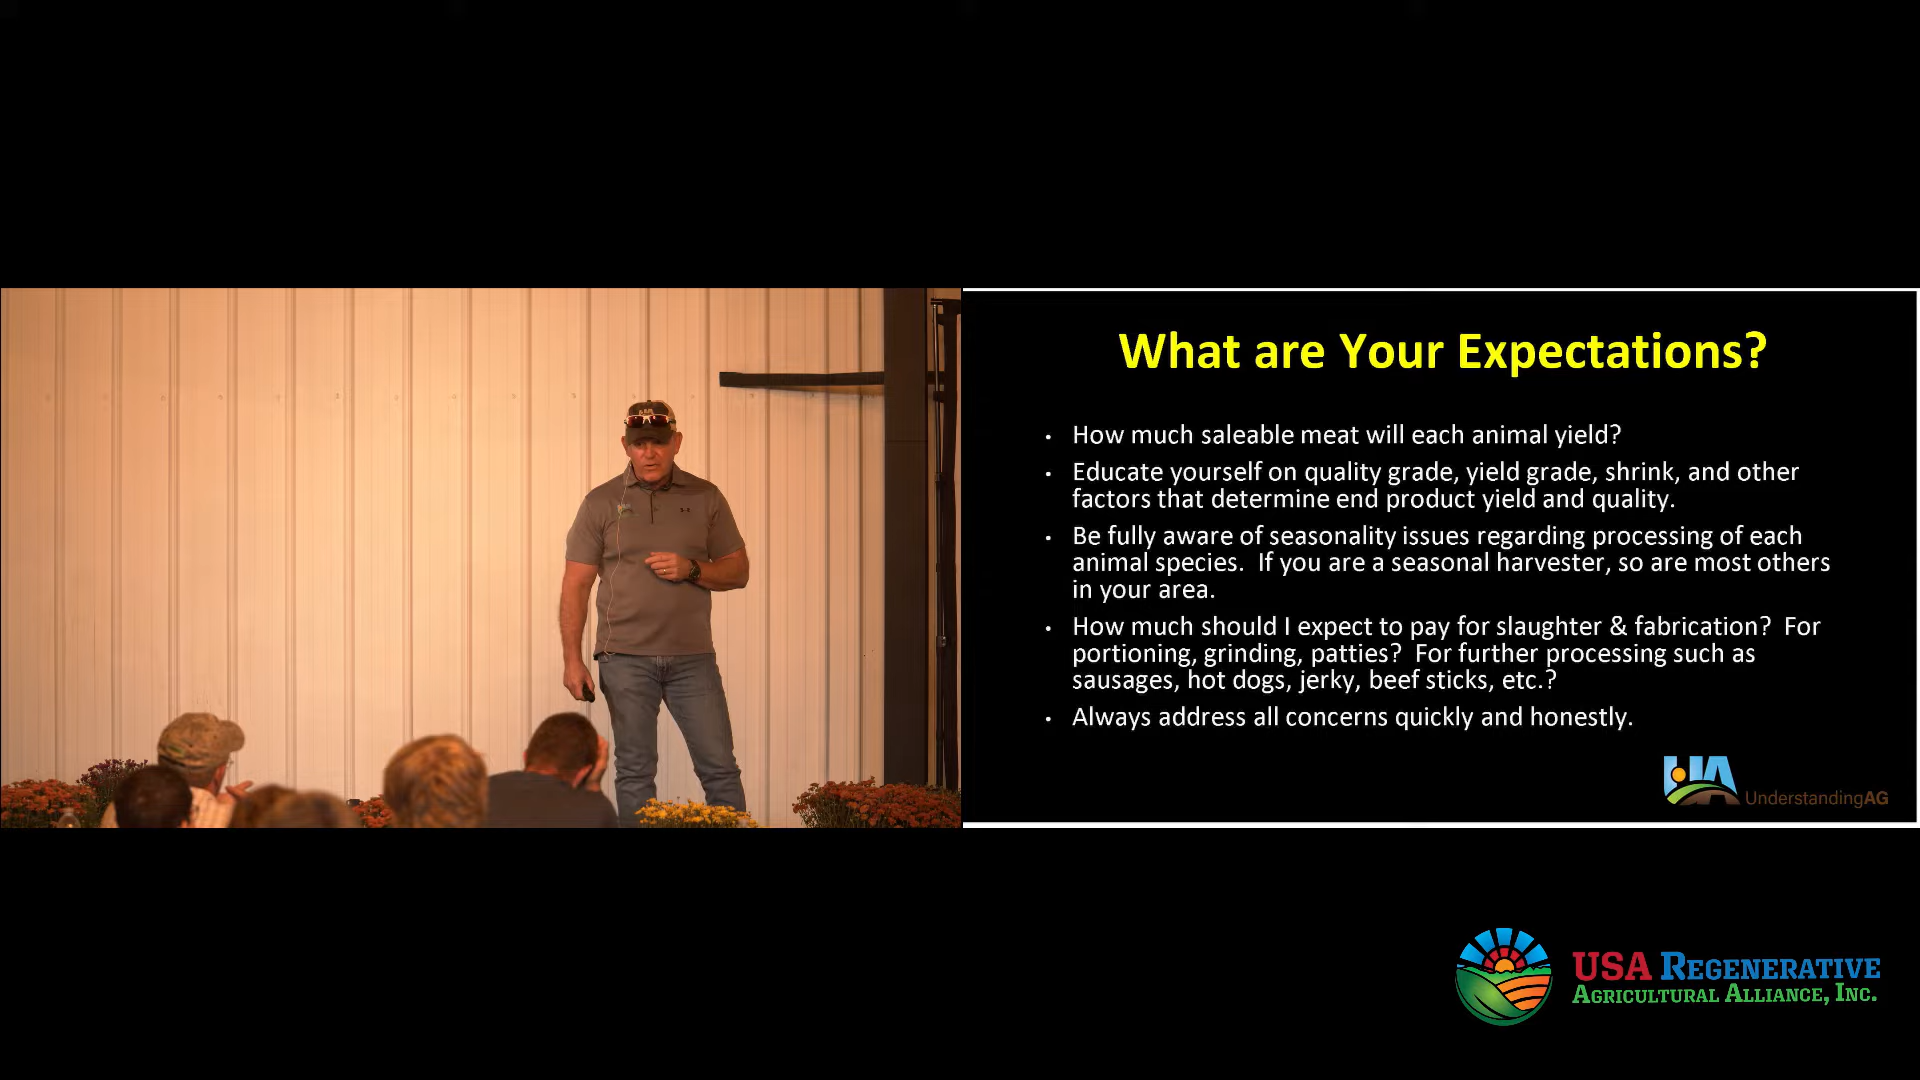 What are Your Expectations?
• How much saleable meat will each animal yield?
• Educate yourself on quality grade, yield grade, shrink, and other
factors that determine end product yield and quality.
• Be fully aware of seasonality issues regarding processing of each
animal species.  If you are a seasonal harvester, so are most others
in your area.
• How much should I expect to pay for slaughter & fabrication?  For
portioning, grinding, patties?  For further processing such as
sausages, hot dogs, jerky, beef sticks, etc.?
• Always address all concerns quickly and honestly.
UA
UnderstandingAG
USA REGENERATIVE
AGRICULTURAL ALLIANCE, INC.